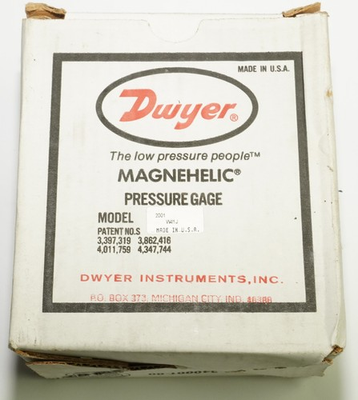 MADE IN U.S.A.
Dwyer®
The low pressure people™
MAGNEHELIC®
PRESSURE GAGE
MODEL
PATENT NO.S MADE IN U.S.A.
3,397,319 3,862,416
4,011,759 4,347,744
DWYER INSTRUMENTS, INC.
P.O. BOX 373, MICHIGAN CITY, IND. 46360